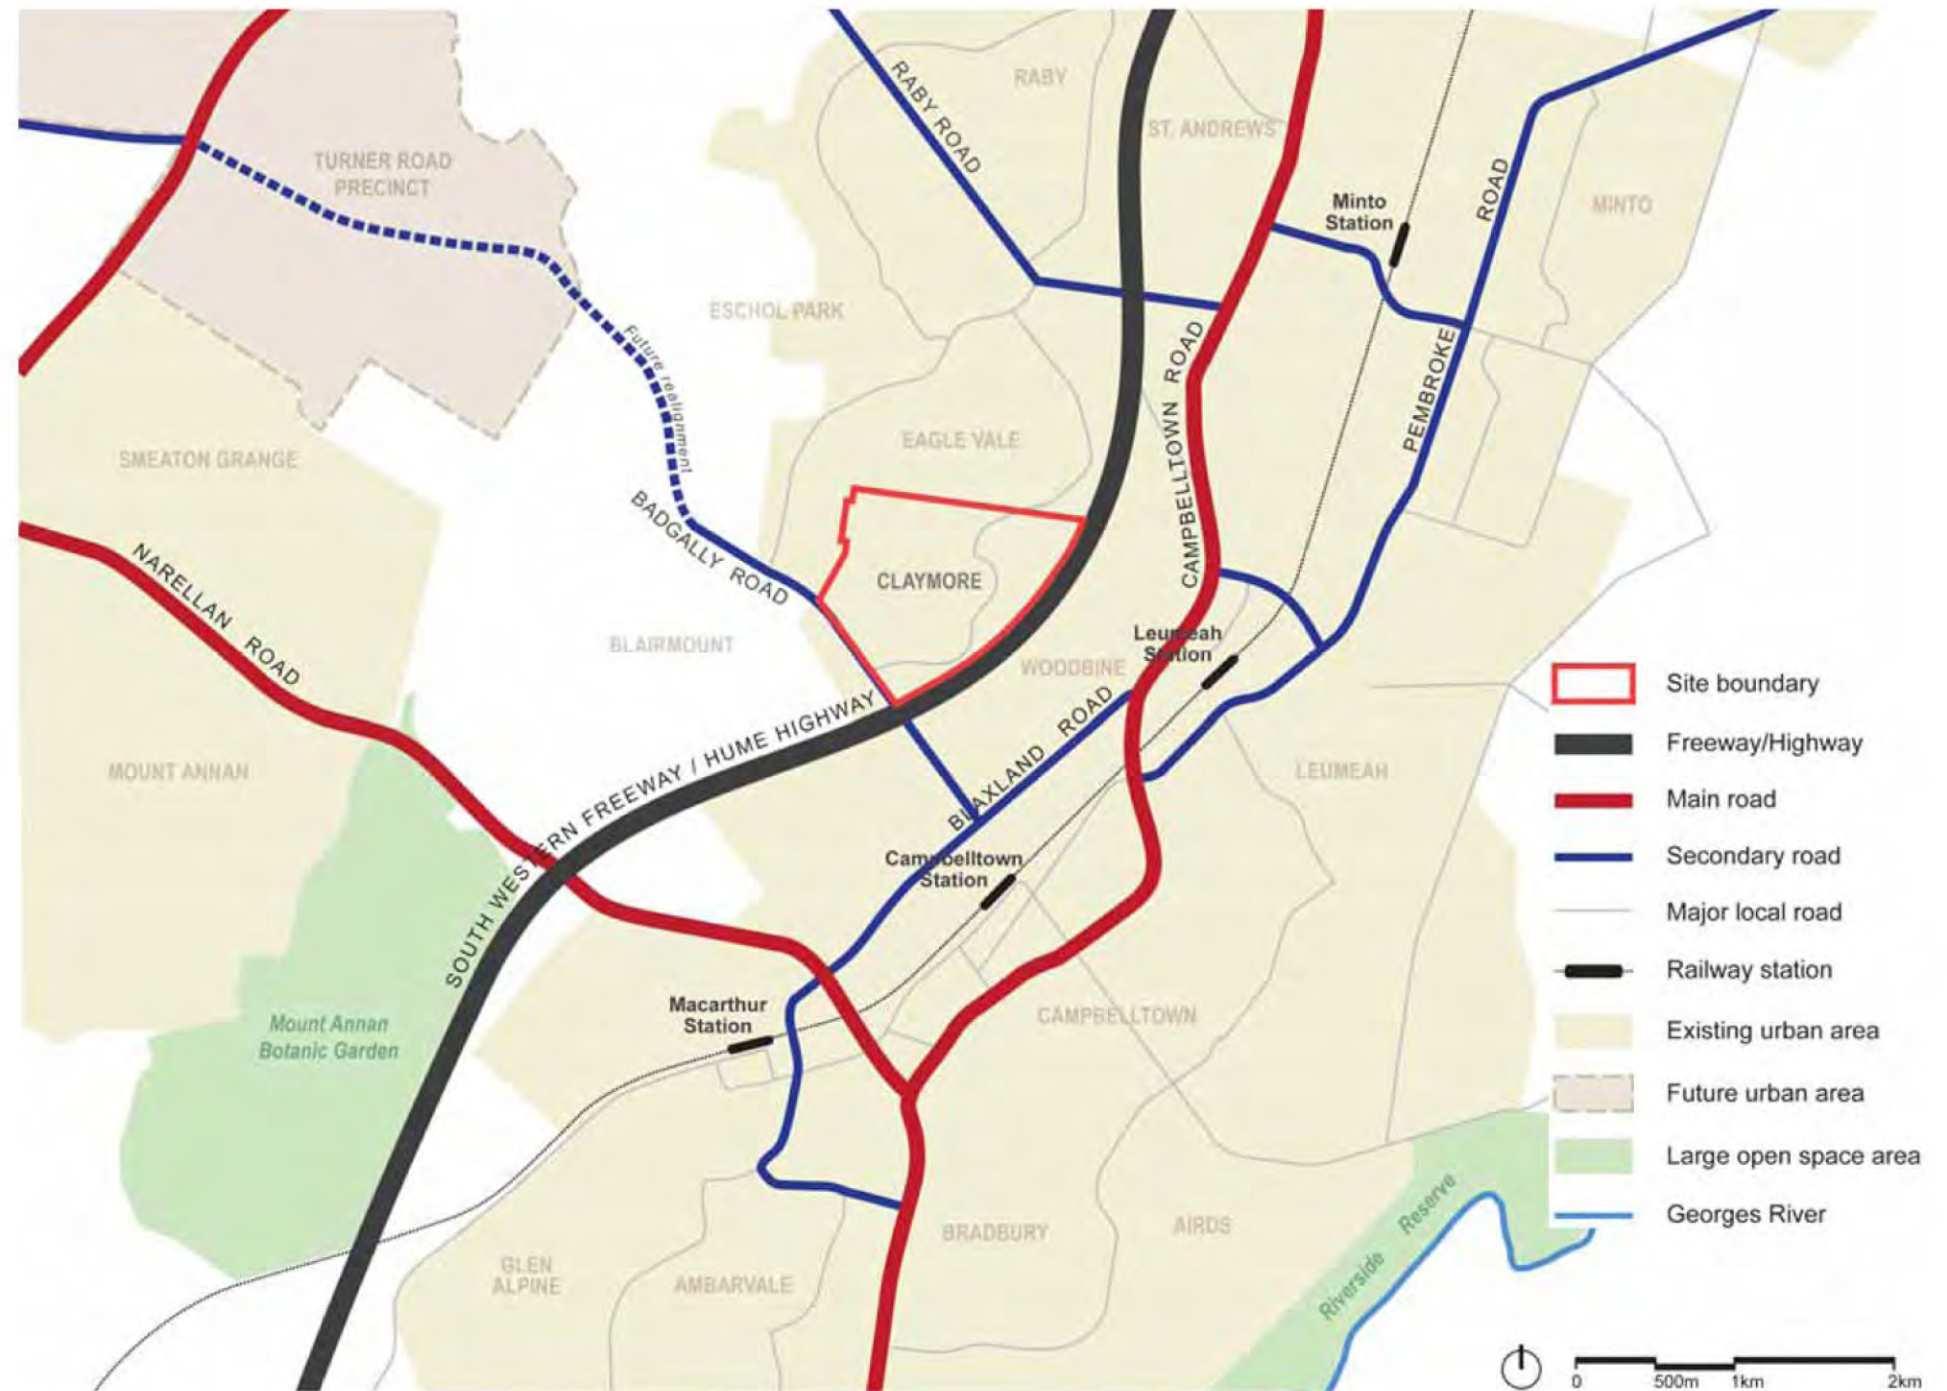 RABY
RABY ROAD
ST. ANDREWS
TURNER ROAD
PRECINCT
Minto
Station
ROAD
MINTO
ESCHOL PARK
Future realignment
CAMPBELLTOWN ROAD
PEMBROKE
EAGLE VALE
SMEATON GRANGE
BADGALLY ROAD
NARELLAN ROAD
CLAYMORE
BLAIRMOUNT
Leumeah
Station
WOODBINE
Site boundary
SOUTH WESTERN FREEWAY / HUME HIGHWAY
BLAXLAND ROAD
Freeway/Highway
MOUNT ANNAN
LEUMEAH
Main road
Campbelltown
Station
Secondary road
Major local road
Railway station
Macarthur
Station
CAMPBELLTOWN
Mount Annan
Botanic Garden
Existing urban area
Future urban area
Large open space area
Riverside Reserve
Georges River
BRADBURY
AIRDS
GLEN
ALPINE
AMBARVALE
0 500m 1km 2km